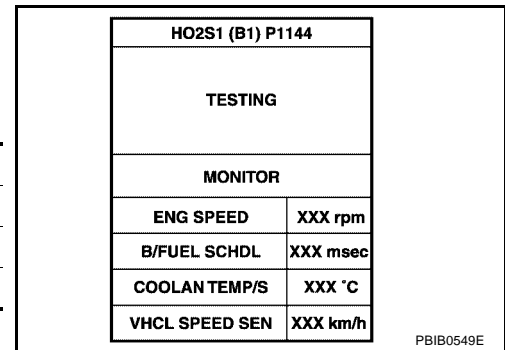 HO2S1 (B1) P1144
TESTING
MONITOR
ENG SPEED XXX rpm
B/FUEL SCHDL XXX msec
COOLAN TEMP/S XXX °C
VHCL SPEED SEN XXX km/h
PBIB0549E